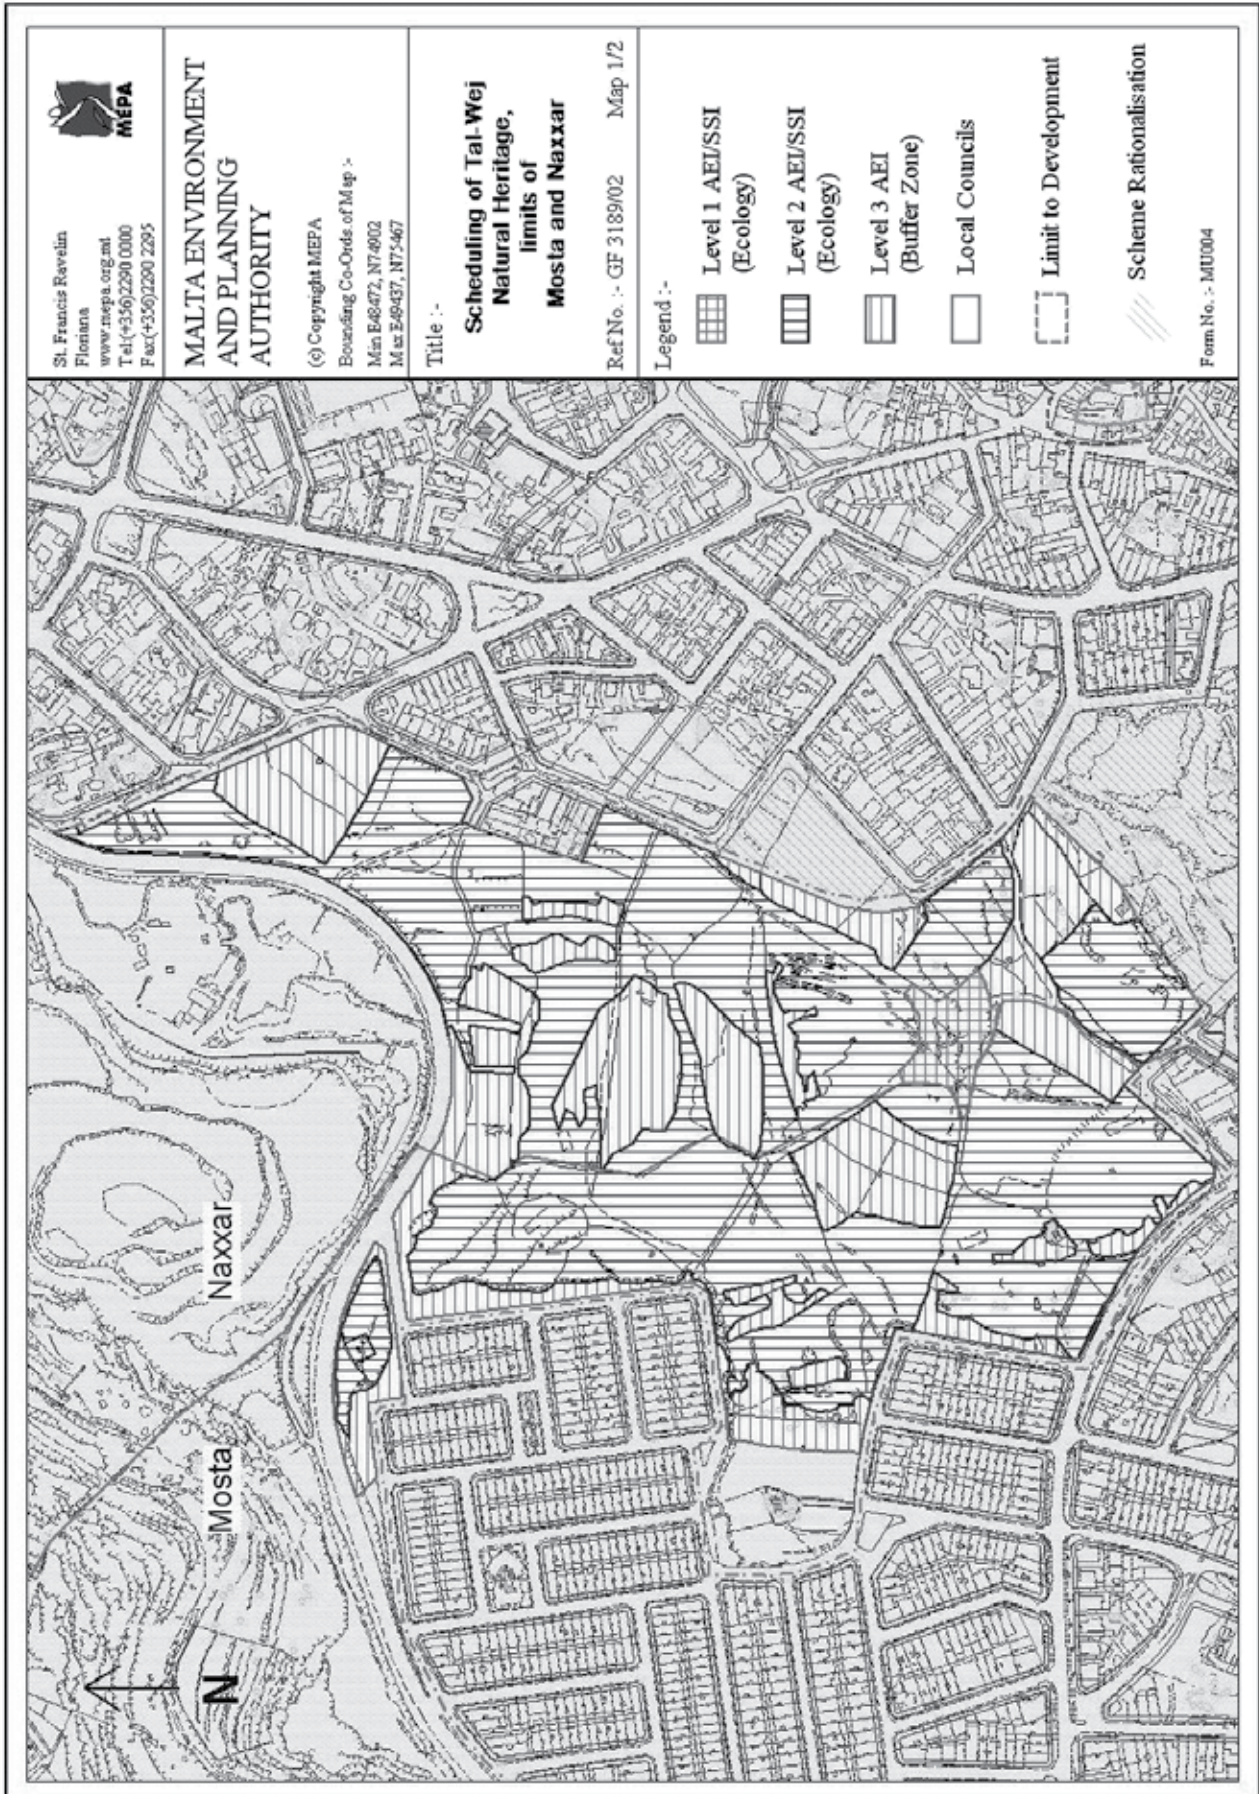 St. Francis Ravelin
Floriana
www.mepa.org.mt
Tel:(+356)2290 0000
Fax:(+356)2290 2295
MEPA
MALTA ENVIRONMENT
AND PLANNING
AUTHORITY
(c) Copyright MEPA
Bounding Co-Ords. of Map :-
Min E48472, N74902
Max E49437, N75467
Title :-
Scheduling of Tal-Wej
Natural Heritage,
limits of
Mosta and Naxxar
Ref No. :- GF 3189/02 Map 1/2
Legend :-
Level 1 AEI/SSI
(Ecology)
Level 2 AEI/SSI
(Ecology)
Level 3 AEI
(Buffer Zone)
Local Councils
Limit to Development
Scheme Rationalisation
Form No. :- MU004
N
Mosta
Naxxar